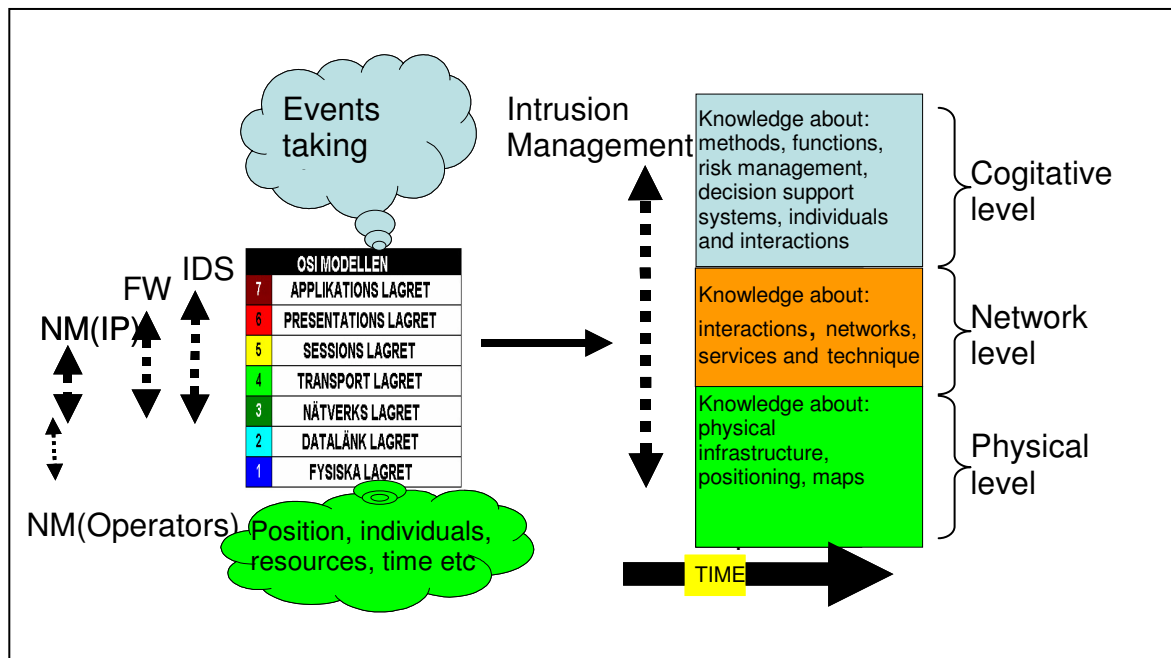 Events
taking
Intrusion
Management
IDS
FW
NM(IP)
NM(Operators)
OSI MODELLEN
7 APPLIKATIONS LAGRET
6 PRESENTATIONS LAGRET
5 SESSIONS LAGRET
4 TRANSPORT LAGRET
3 NÄTVERKS LAGRET
2 DATALÄNK LAGRET
1 FYSISKA LAGRET
Position, individuals,
resources, time etc
Knowledge about:
methods, functions,
risk management,
decision support
systems, individuals
and interactions
Cogitative
level
Knowledge about:
interactions, networks,
services and technique
Network
level
Knowledge about:
physical
infrastructure,
positioning, maps
Physical
level
TIME